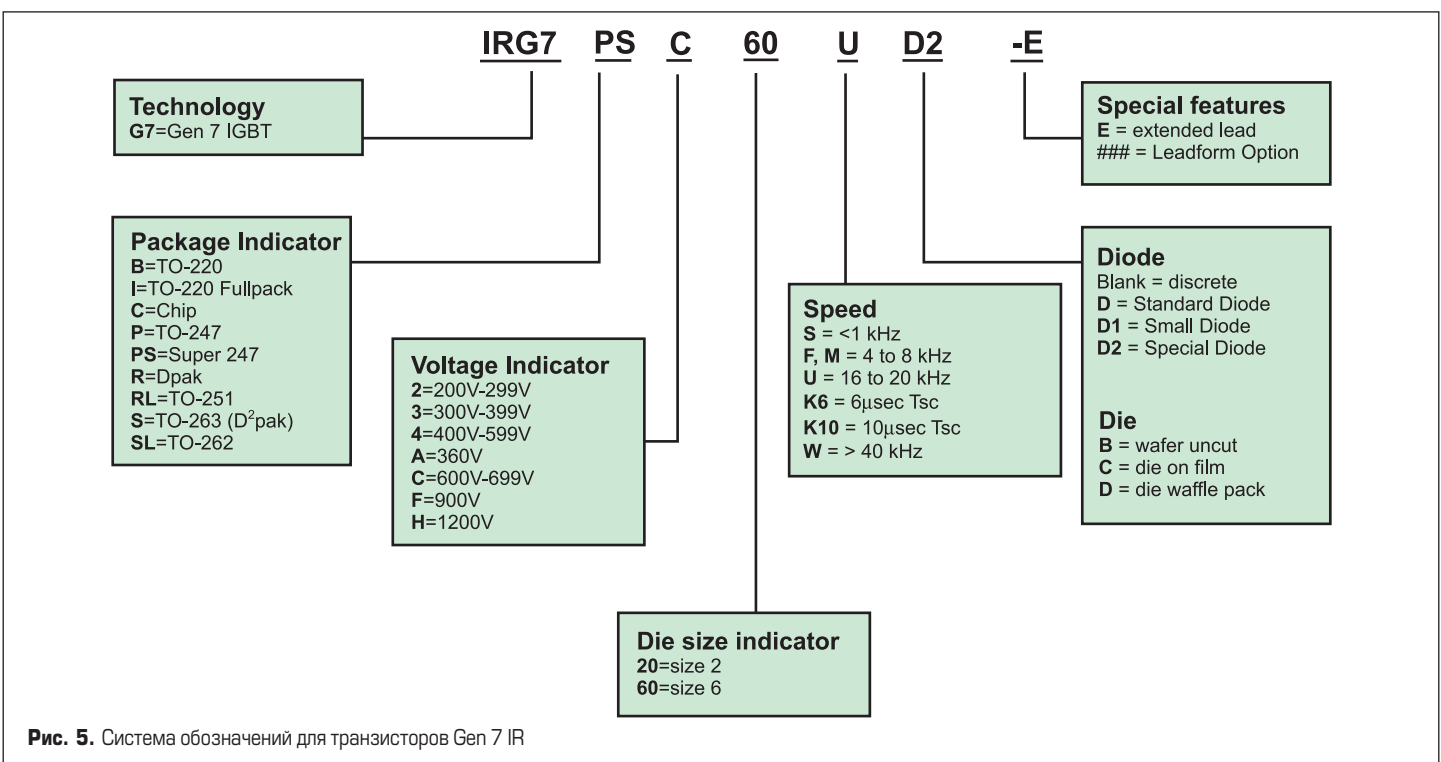 IRG7 PS C 60 U D2 -E
Technology
G7=Gen 7 IGBT
Special features
E = extended lead
### = Leadform Option
Package Indicator
B=TO-220
I=TO-220 Fullpack
C=Chip
P=TO-247
PS=Super 247
R=Dpak
RL=TO-251
S=TO-263 (D²pak)
SL=TO-262
Voltage Indicator
2=200V-299V
3=300V-399V
4=400V-599V
A=360V
C=600V-699V
F=900V
H=1200V
Speed
S = <1 kHz
F, M = 4 to 8 kHz
U = 16 to 20 kHz
K6 = 6μsec Tsc
K10 = 10μsec Tsc
W = > 40 kHz
Diode
Blank = discrete
D = Standard Diode
D1 = Small Diode
D2 = Special Diode
Die
B = wafer uncut
C = die on film
D = die waffle pack
Die size indicator
20=size 2
60=size 6
Рис. 5. Система обозначений для транзисторов Gen 7 IR